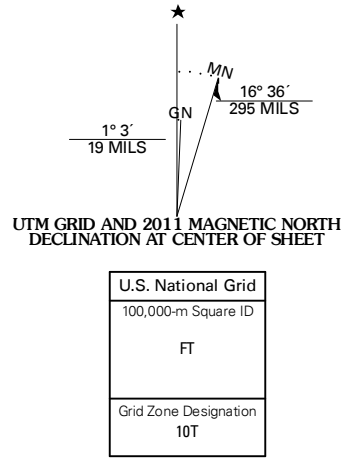 MN
GN
16° 36´
295 MILS
1° 3´
19 MILS
UTM GRID AND 2011 MAGNETIC NORTH
DECLINATION AT CENTER OF SHEET
U.S. National Grid
100,000-m Square ID
FT
Grid Zone Designation
10T